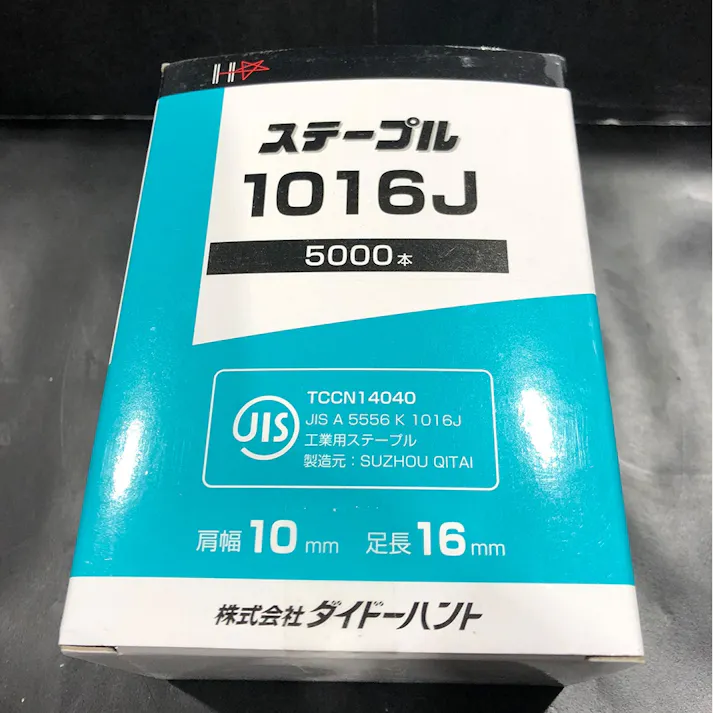 ステープル
1016J
5000本
JIS
TCCN14040
JIS A 5556 K 1016J
工業用ステープル
製造元：SUZHOU QITAI
肩幅 10 mm 足長 16 mm
株式会社 ダイドーハント